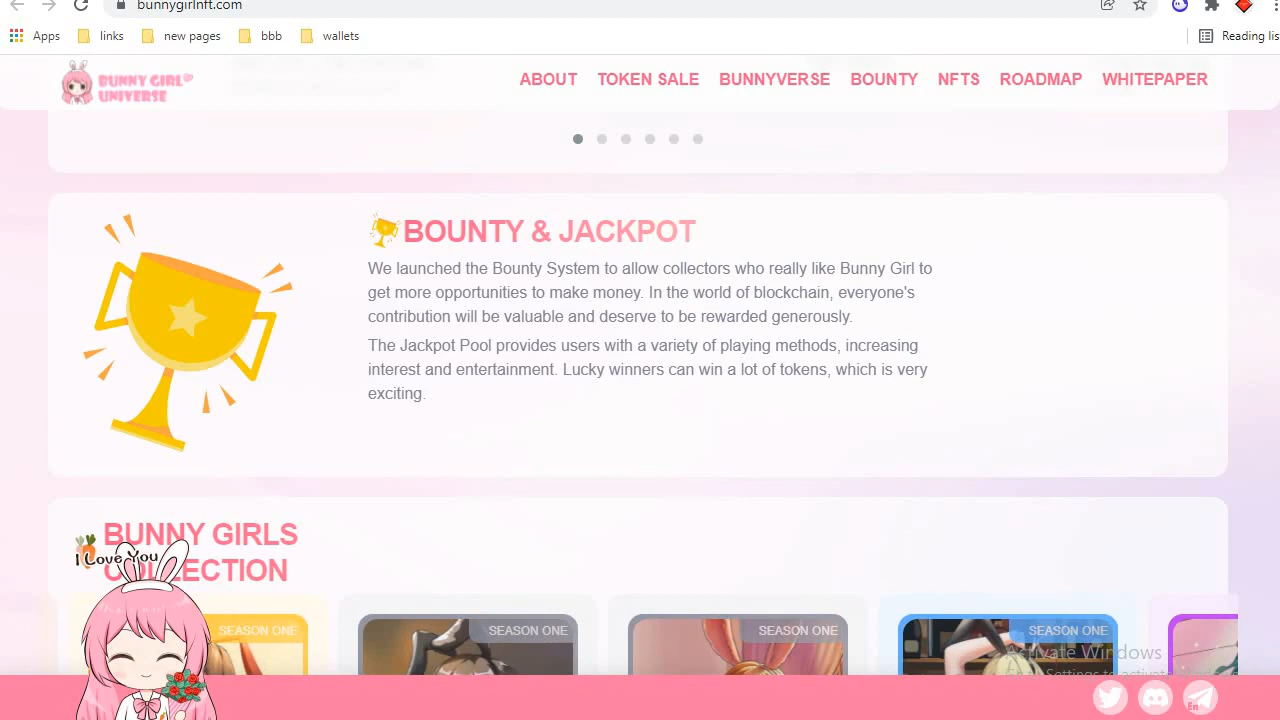 bunnygirlnft.com
Apps links new pages bbb wallets Reading lis
BUNNY GIRL
UNIVERSE
ABOUT TOKEN SALE BUNNYVERSE BOUNTY NFTS ROADMAP WHITEPAPER
BOUNTY & JACKPOT
We launched the Bounty System to allow collectors who really like Bunny Girl to
get more opportunities to make money. In the world of blockchain, everyone's
contribution will be valuable and deserve to be rewarded generously.
The Jackpot Pool provides users with a variety of playing methods, increasing
interest and entertainment. Lucky winners can win a lot of tokens, which is very
exciting.
BUNNY GIRLS
COLLECTION
I Love You
SEASON ONE SEASON ONE SEASON ONE SEASON ONE
Activate Windows
Settings to activate
En